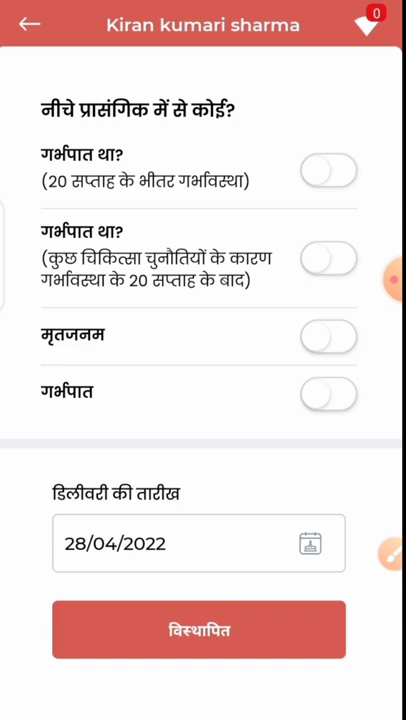 Kiran kumari sharma
0
नीचे प्रासंगिक में से कोई?
गर्भपात था?
(20 सप्ताह के भीतर गर्भावस्था)
गर्भपात था?
(कुछ चिकित्सा चुनौतियों के कारण
गर्भावस्था के 20 सप्ताह के बाद)
मृतजनम
गर्भपात
डिलीवरी की तारीख
28/04/2022
विस्थापित